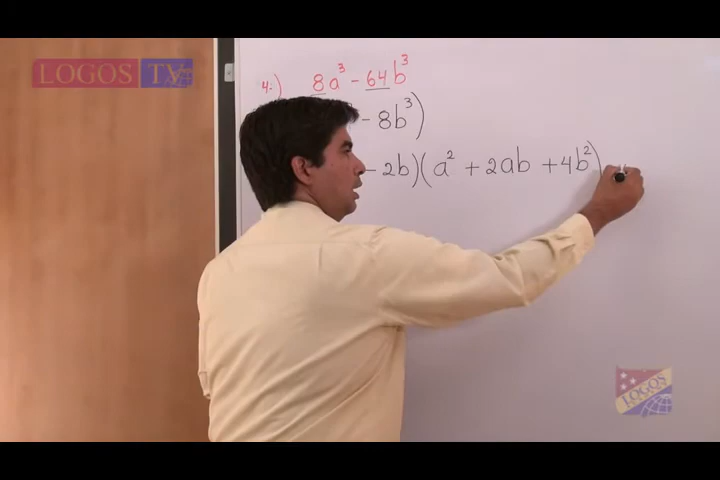 LOGOS TV
4.) 8a³ - 64b³
- 8b³)
- 2b)(a² + 2ab + 4b²)
LOGOS